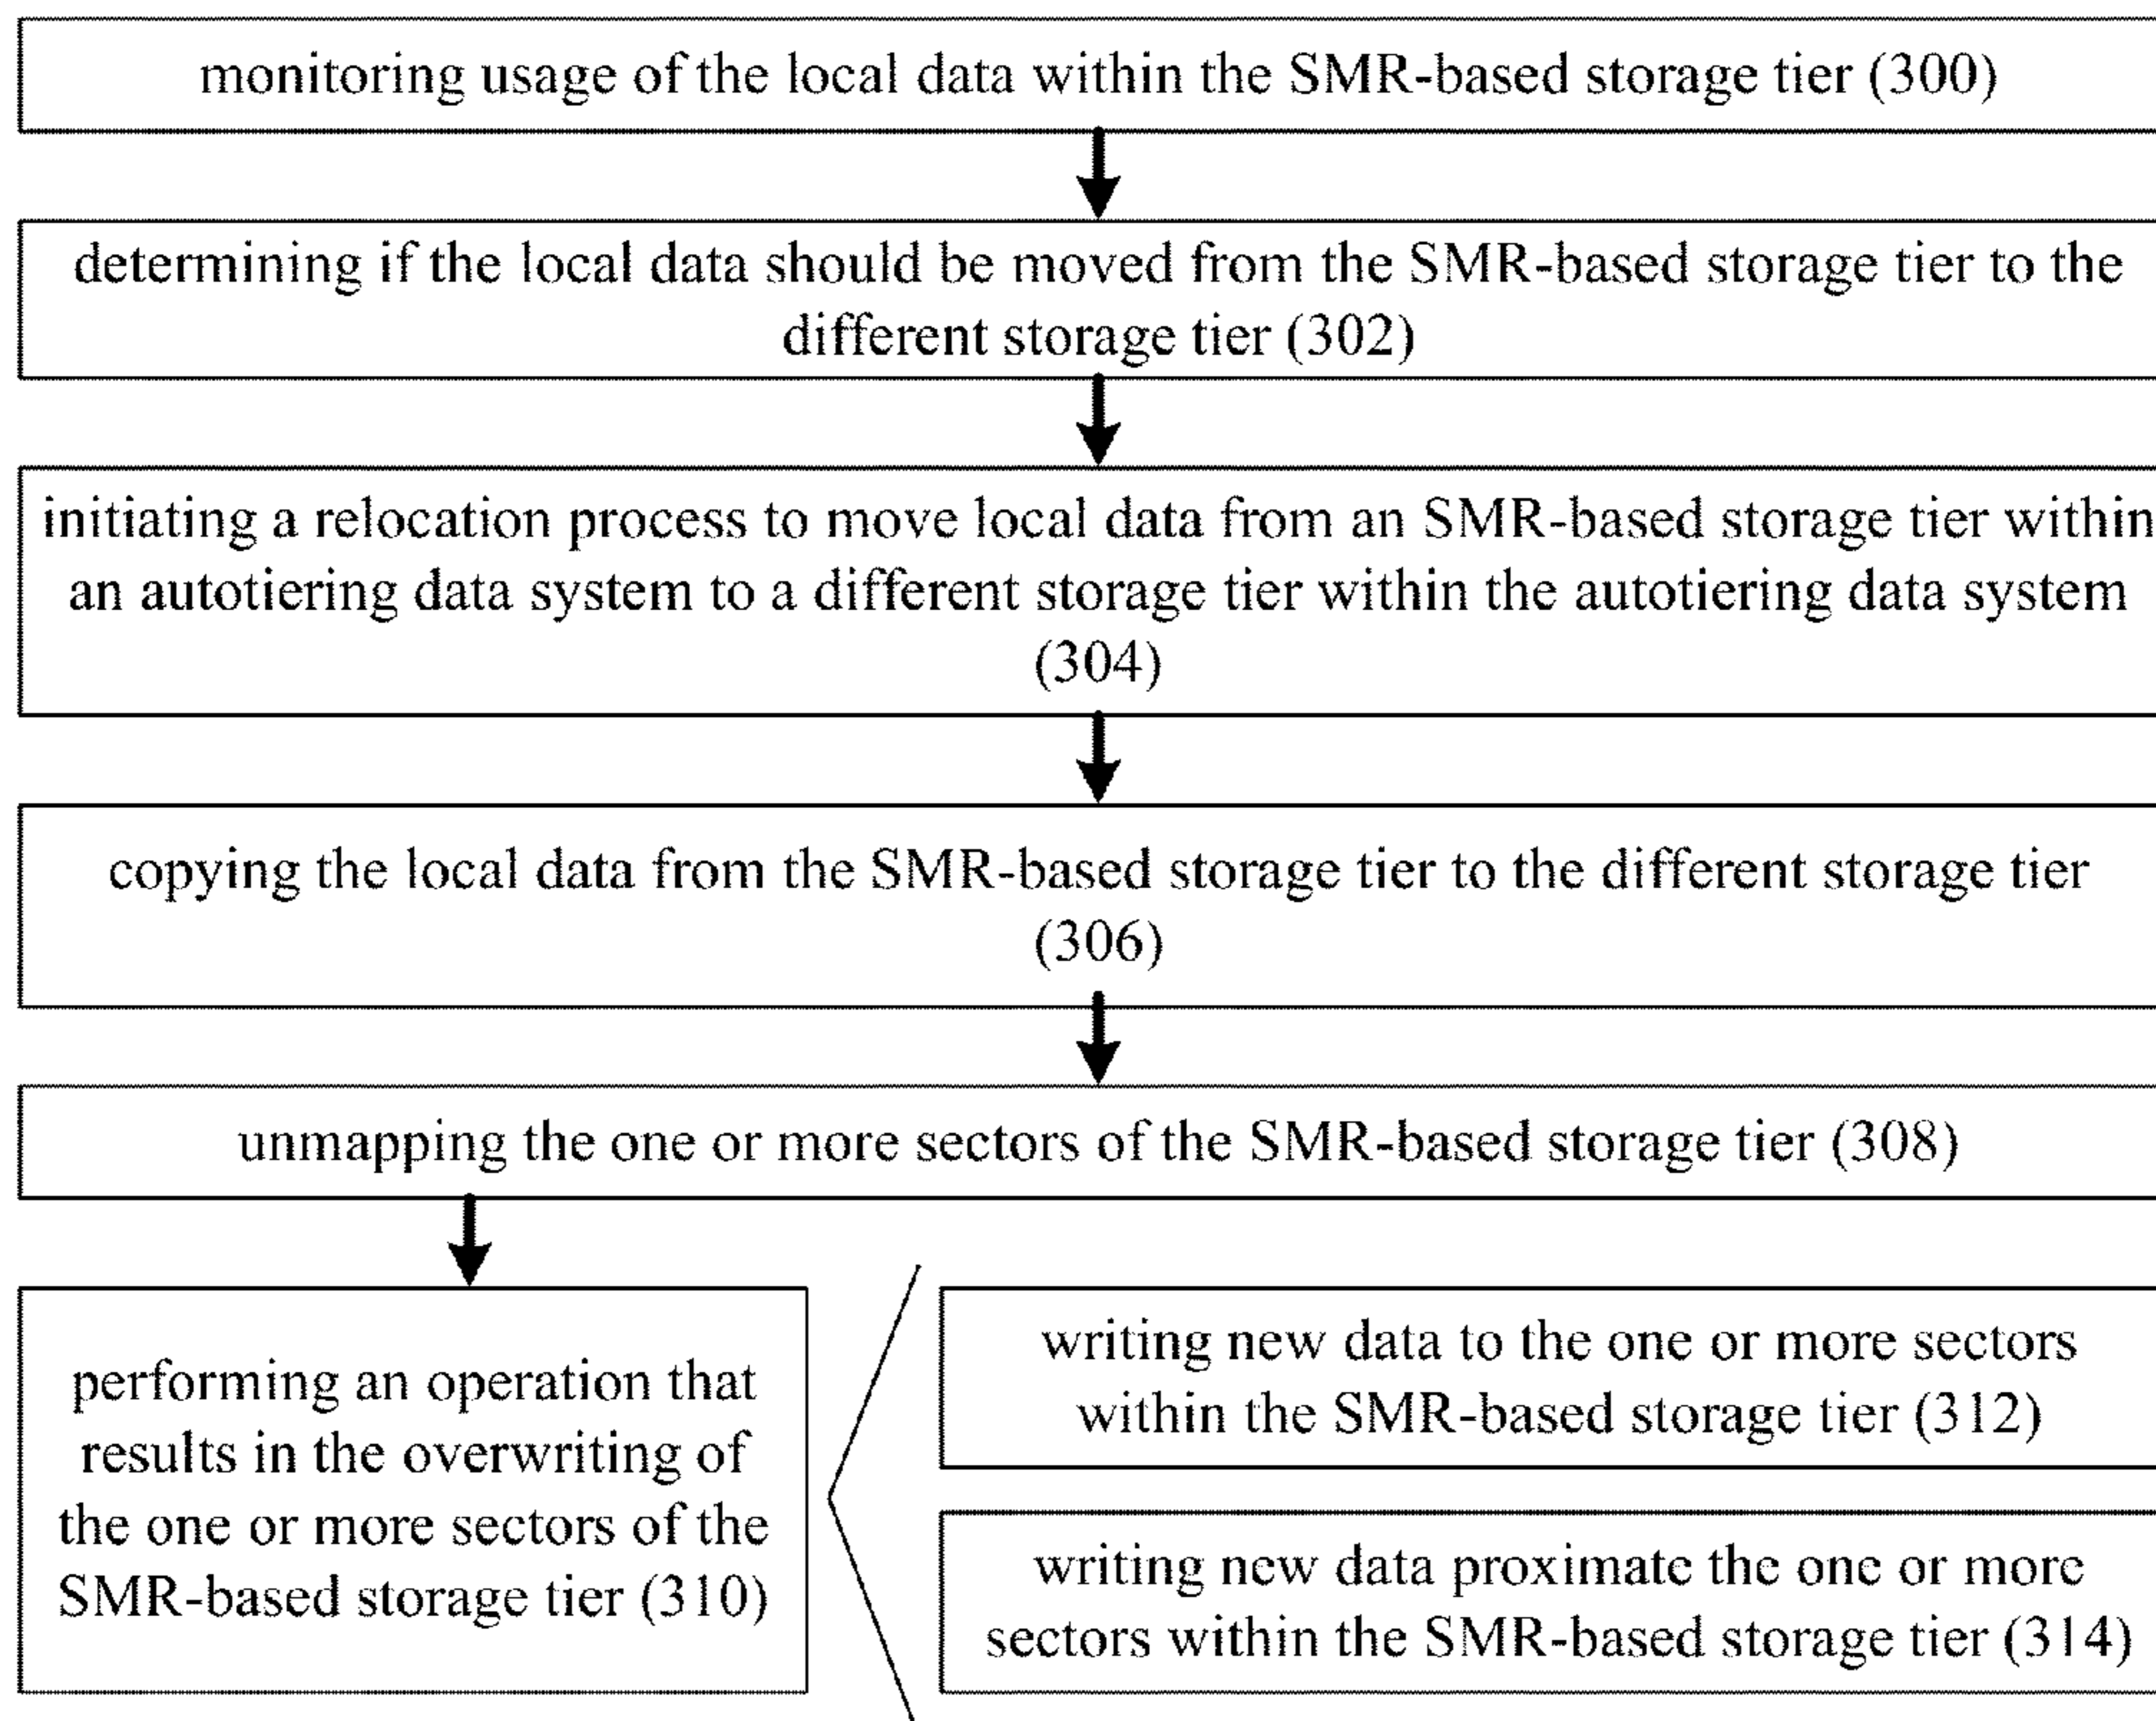 monitoring usage of the local data within the SMR-based storage tier (300)
determining if the local data should be moved from the SMR-based storage tier to the
different storage tier (302)
initiating a relocation process to move local data from an SMR-based storage tier within
an autotiering data system to a different storage tier within the autotiering data system
(304)
copying the local data from the SMR-based storage tier to the different storage tier
(306)
unmapping the one or more sectors of the SMR-based storage tier (308)
performing an operation that
results in the overwriting of
the one or more sectors of the
SMR-based storage tier (310)
writing new data to the one or more sectors
within the SMR-based storage tier (312)
writing new data proximate the one or more
sectors within the SMR-based storage tier (314)